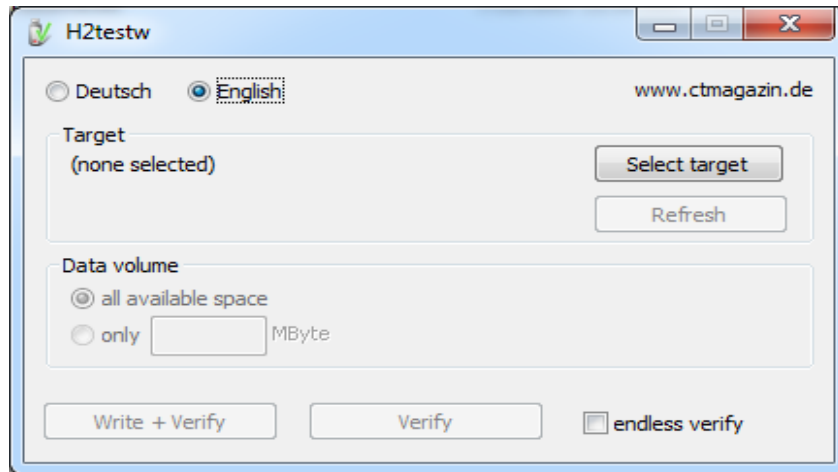 H2testw
Deutsch English www.ctmagazin.de
Target
(none selected) Select target
Refresh
Data volume
all available space
only MByte
Write + Verify Verify endless verify